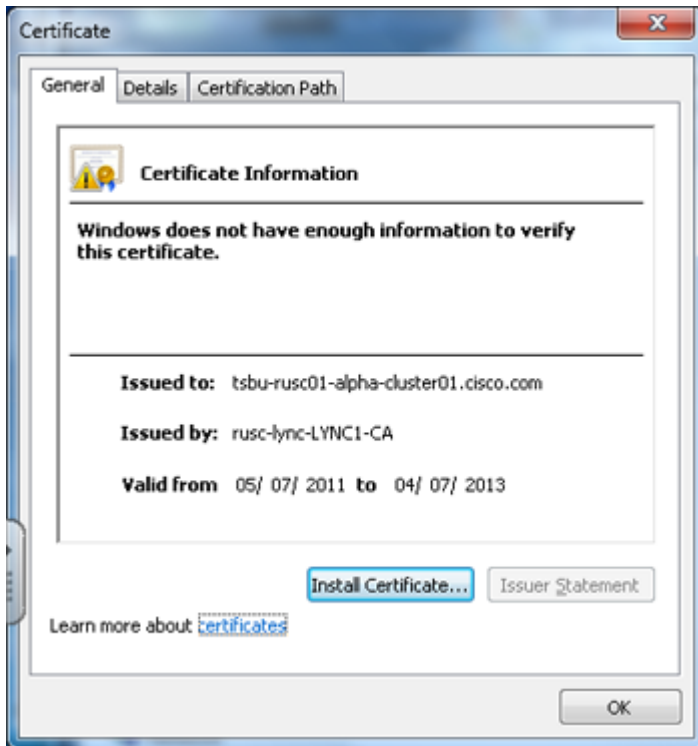 Certificate
General
Details
Certification Path
Certificate Information
Windows does not have enough information to verify
this certificate.
Issued to: tsbu-rusc01-alpha-cluster01.cisco.com
Issued by: rusc-lync-LYNC1-CA
Valid from 05/ 07/ 2011 to 04/ 07/ 2013
Install Certificate...
Issuer Statement
Learn more about certificates
OK